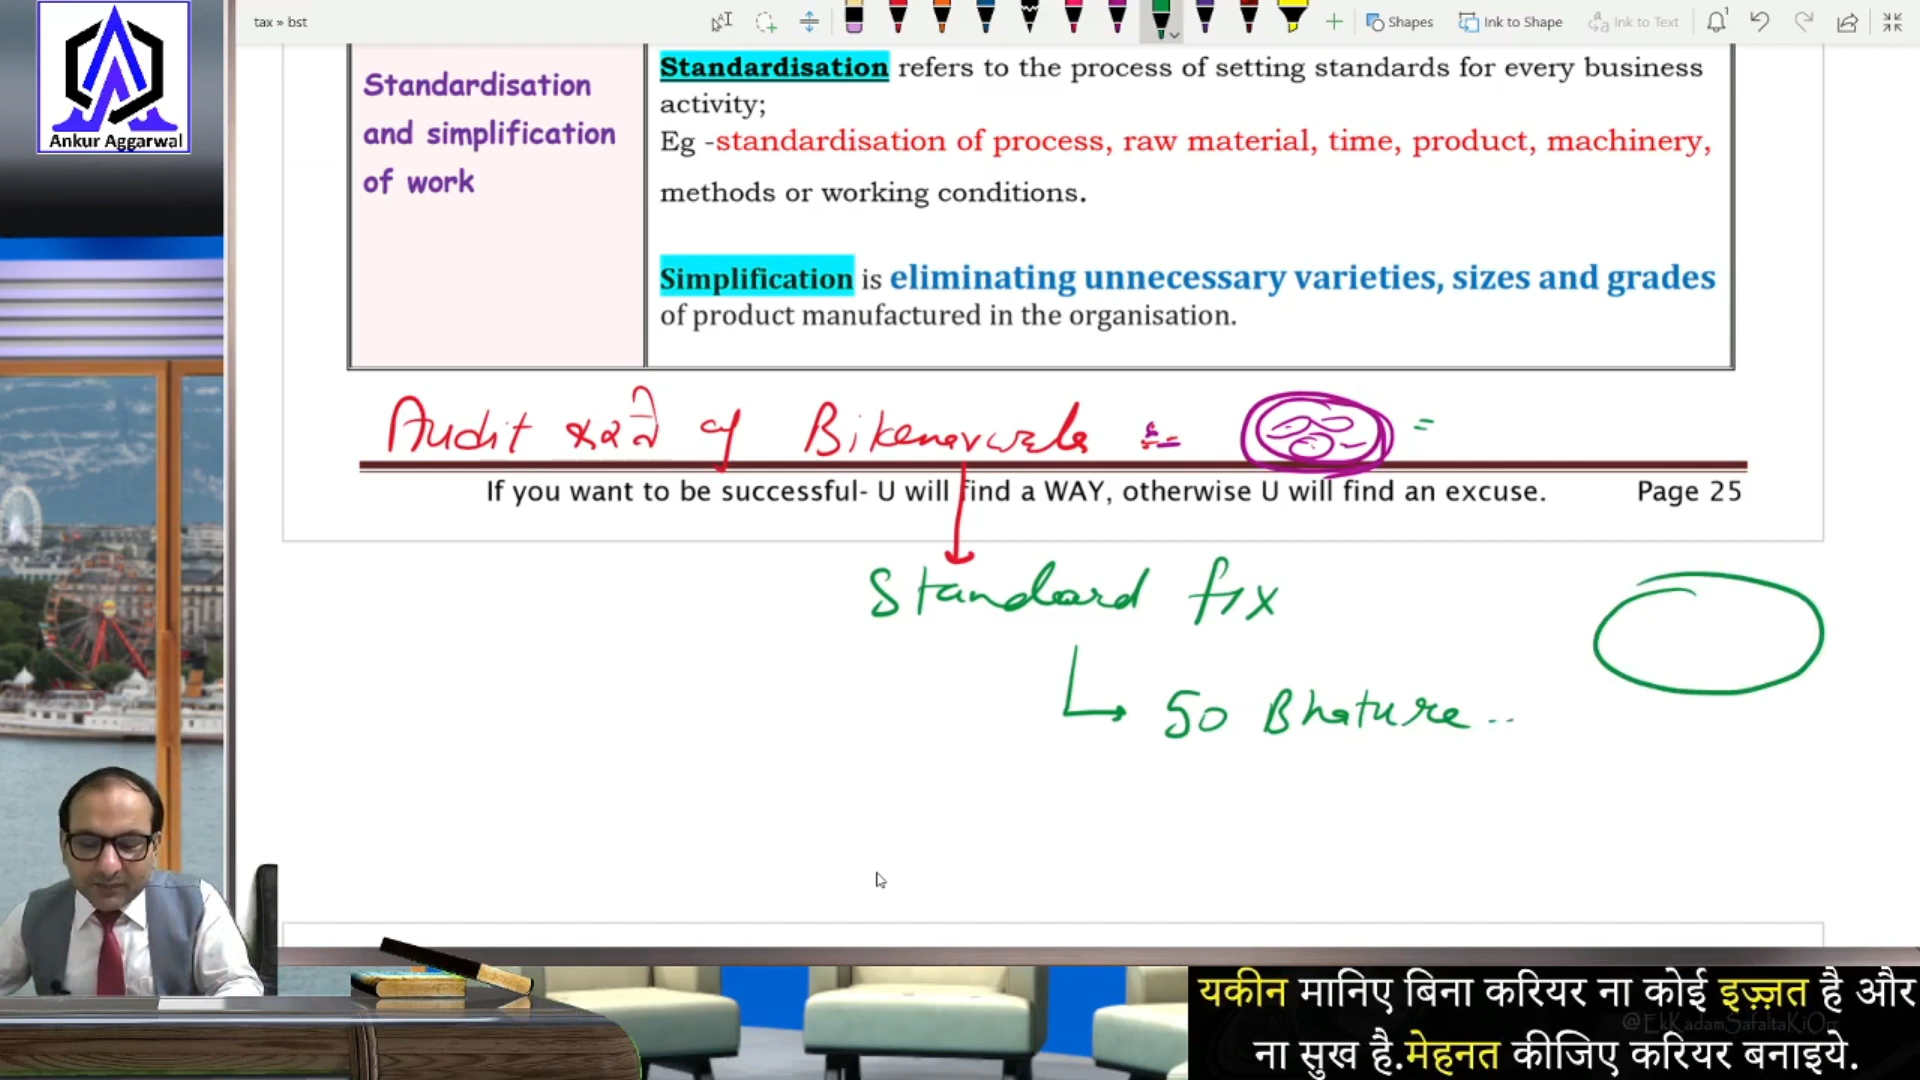 tax » bst
Shapes
Ink to Shape
Ink to Text
1
Ankur Aggarwal
Standardisation
and simplification
of work
Standardisation refers to the process of setting standards for every business
activity;
Eg -standardisation of process, raw material, time, product, machinery,
methods or working conditions.
Simplification is eliminating unnecessary varieties, sizes and grades
of product manufactured in the organisation.
Audit of Bikenerwele =
If you want to be successful- U will find a WAY, otherwise U will find an excuse.
Page 25
Standard fix
50 Bhature..
यकीन मानिए बिना करियर ना कोई इज़्ज़त है और
ना सुख है.मेहनत कीजिए करियर बनाइये.